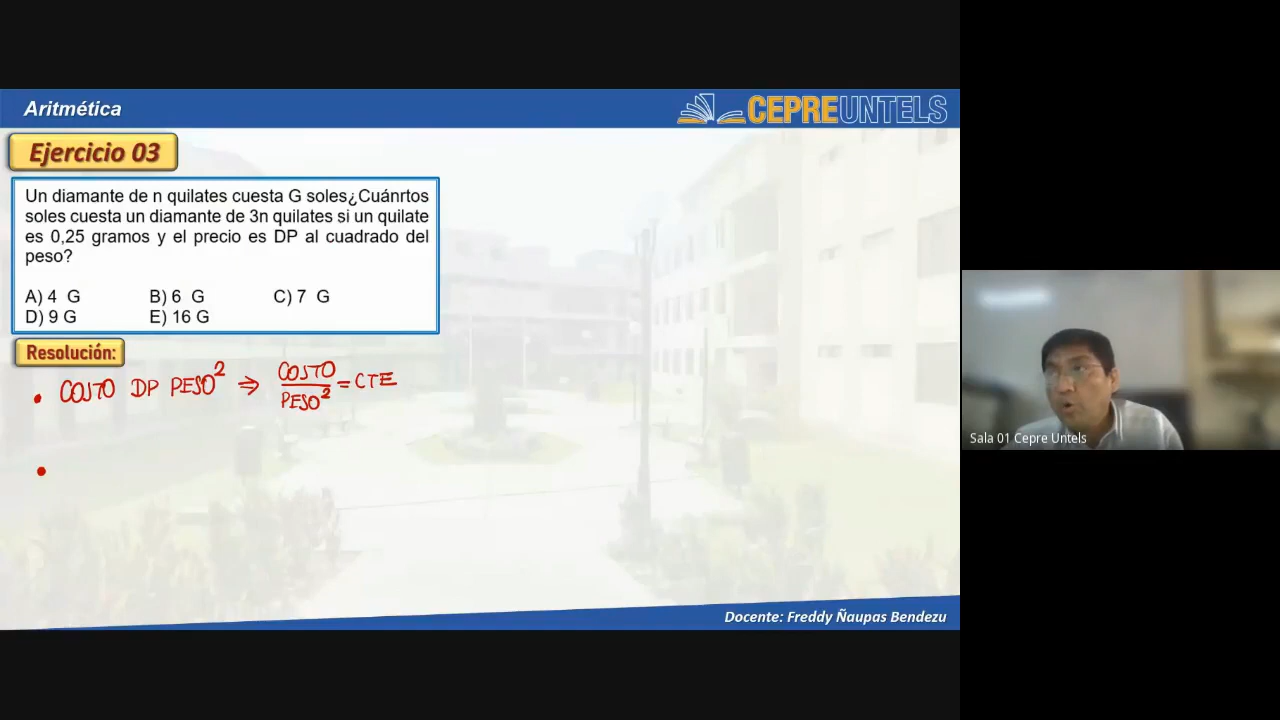 Aritmética
CEPREUNTELS
Ejercicio 03
Un diamante de n quilates cuesta G soles¿Cuánrtos
soles cuesta un diamante de 3n quilates si un quilate
es 0,25 gramos y el precio es DP al cuadrado del
peso?
A) 4 G B) 6 G C) 7 G
D) 9 G E) 16 G
Resolución:
• COSTO DP PESO² ⇒ COSTO/PESO² = CTE
•
Sala 01 Cepre Untels
Docente: Freddy Ñaupas Bendezu